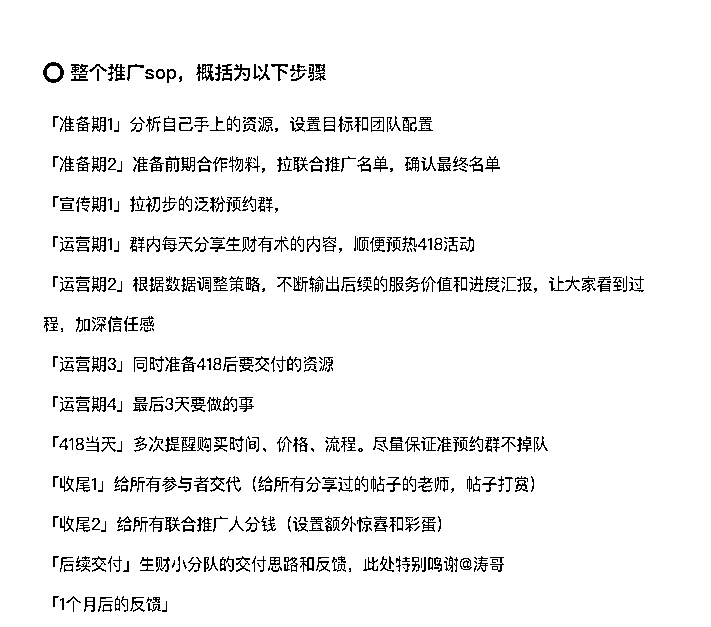 整个推广sop，概括为以下步骤
「准备期1」分析自己手上的资源，设置目标和团队配置
「准备期2」准备前期合作物料，拉联合推广名单，确认最终名单
「宣传期1」拉初步的泛粉预约群，
「运营期1」群内每天分享生财有术的内容，顺便预热418活动
「运营期2」根据数据调整策略，不断输出后续的服务价值和进度汇报，让大家看到过
程，加深信任感
「运营期3」同时准备418后要交付的资源
「运营期4」最后3天要做的事
「418当天」多次提醒购买时间、价格、流程。尽量保证准预约群不掉队
「收尾1」给所有参与者交代（给所有分享过的帖子的老师，帖子打赏）
「收尾2」给所有联合推广人分钱（设置额外惊喜和彩蛋）
「后续交付」生财小分队的交付思路和反馈，此处特别鸣谢@涛哥
「1个月后的反馈」